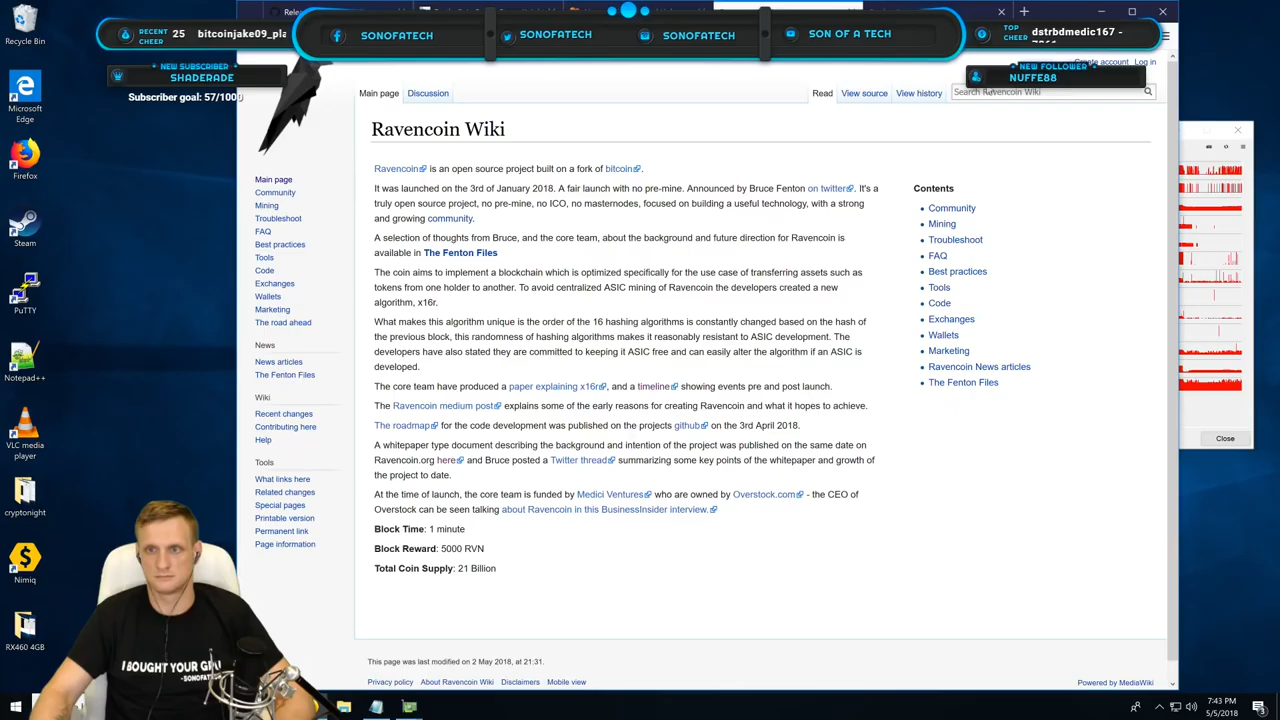 Recycle Bin
Microsoft Edge
Firefox
Steam
PuTTY
Notepad++
VLC media player
cryptonight
Nimiq
RX460 4GB
RECENT CHEER
25 bitcoinjake09_pla
SONOFATECH
SONOFATECH
SONOFATECH
SON OF A TECH
TOP CHEER
dstrbdmedic167 -
NEW SUBSCRIBER
SHADERADE
Subscriber goal: 57/1000
NEW FOLLOWER
NUFFE88
Create account Log in
Main page Discussion
Read View source View history
Search Ravencoin Wiki
Main page
Community
Mining
Troubleshoot
FAQ
Best practices
Tools
Code
Exchanges
Wallets
Marketing
The road ahead
News
News articles
The Fenton Files
Wiki
Recent changes
Contributing here
Help
Tools
What links here
Related changes
Special pages
Printable version
Permanent link
Page information
Ravencoin Wiki
Ravencoin is an open source project built on a fork of bitcoin.
It was launched on the 3rd of January 2018. A fair launch with no pre-mine. Announced by Bruce Fenton on twitter. It's a
truly open source project, no pre-mine, no ICO, no masternodes, focused on building a useful technology, with a strong
and growing community.
A selection of thoughts from Bruce, and the core team, about the background and future direction for Ravencoin is
available in The Fenton Files
The coin aims to implement a blockchain which is optimized specifically for the use case of transferring assets such as
tokens from one holder to another. To avoid centralized ASIC mining of Ravencoin the developers created a new
algorithm, x16r.
What makes this algorithm unique is the order of the 16 hashing algorithms is constantly changed based on the hash of
the previous block, this randomness of hashing algorithms makes it reasonably resistant to ASIC development. The
developers have also stated they are committed to keeping it ASIC free and can easily alter the algorithm if an ASIC is
developed.
The core team have produced a paper explaining x16r, and a timeline showing events pre and post launch.
The Ravencoin medium post explains some of the early reasons for creating Ravencoin and what it hopes to achieve.
The roadmap for the code development was published on the projects github on the 3rd April 2018.
A whitepaper type document describing the background and intention of the project was published on the same date on
Ravencoin.org here and Bruce posted a Twitter thread summarizing some key points of the whitepaper and growth of
the project to date.
At the time of launch, the core team is funded by Medici Ventures who are owned by Overstock.com - the CEO of
Overstock can be seen talking about Ravencoin in this BusinessInsider interview.
Block Time: 1 minute
Block Reward: 5000 RVN
Total Coin Supply: 21 Billion
Contents
Community
Mining
Troubleshoot
FAQ
Best practices
Tools
Code
Exchanges
Wallets
Marketing
Ravencoin News articles
The Fenton Files
Close
This page was last modified on 2 May 2018, at 21:31.
Privacy policy About Ravencoin Wiki Disclaimers Mobile view
Powered by MediaWiki
I BOUGHT YOUR
-SONOFATECH
7:43 PM
5/5/2018